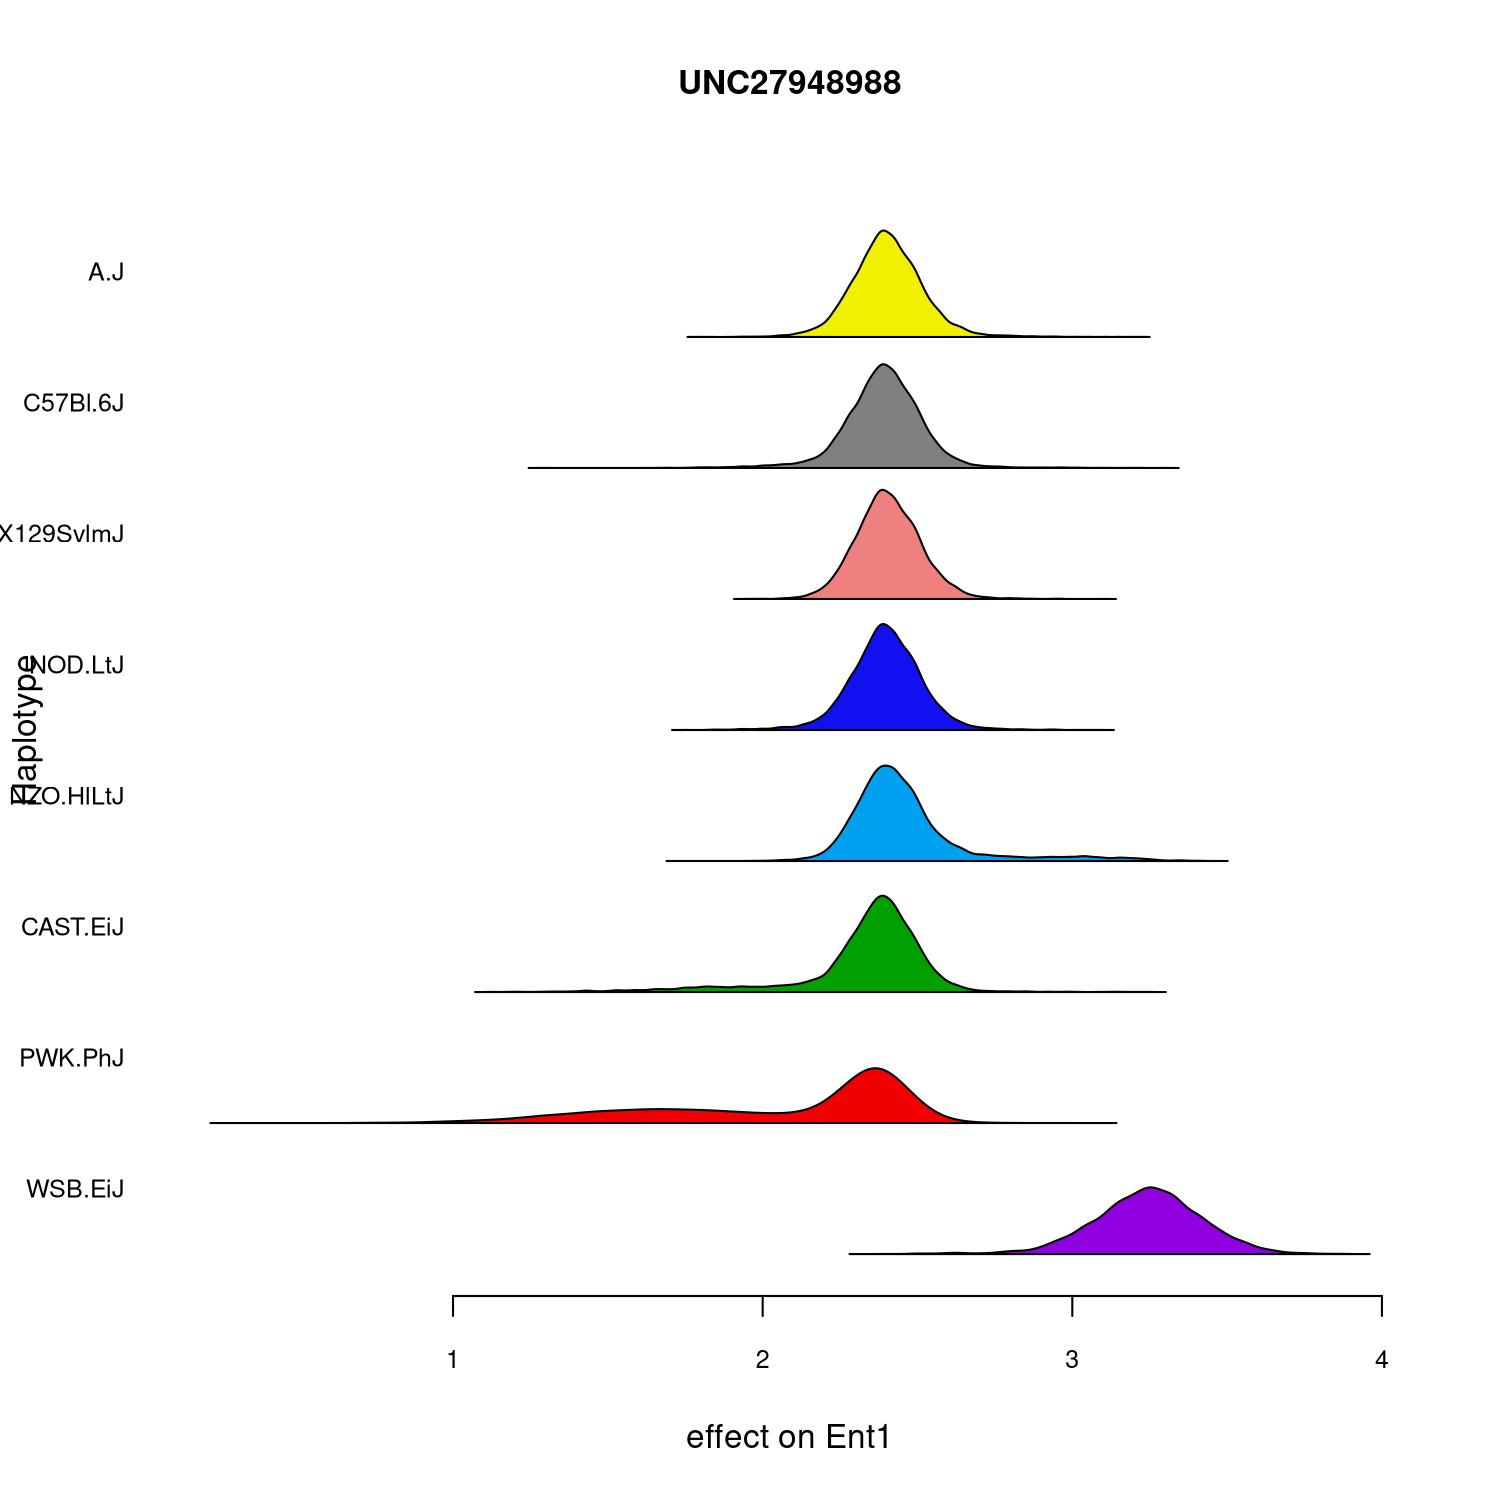 UNC27948988
A.J
C57Bl.6J
X129SvImJ
NOD.LtJ
Haplotype
NZO.HILtJ
CAST.EiJ
PWK.PhJ
WSB.EiJ
1 2 3 4
effect on Ent1